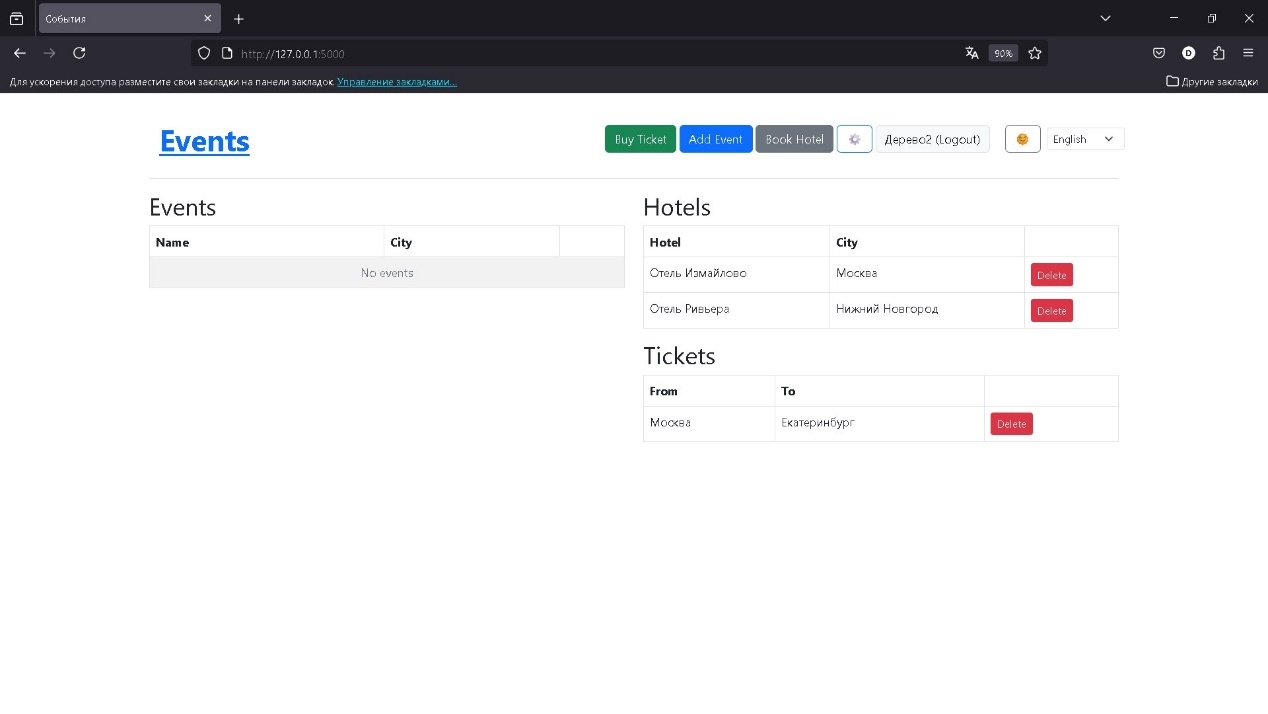 События
http://127.0.0.1:5000
90%
Для ускорения доступа разместите свои закладки на панели закладок. Управление закладками...
Другие закладки
Events
Buy Ticket
Add Event
Book Hotel
Дерево2 (Logout)
English
Events
Name City
No events
Hotels
Hotel City
Отель Измайлово Москва Delete
Отель Ривьера Нижний Новгород Delete
Tickets
From To
Москва Екатеринбург Delete